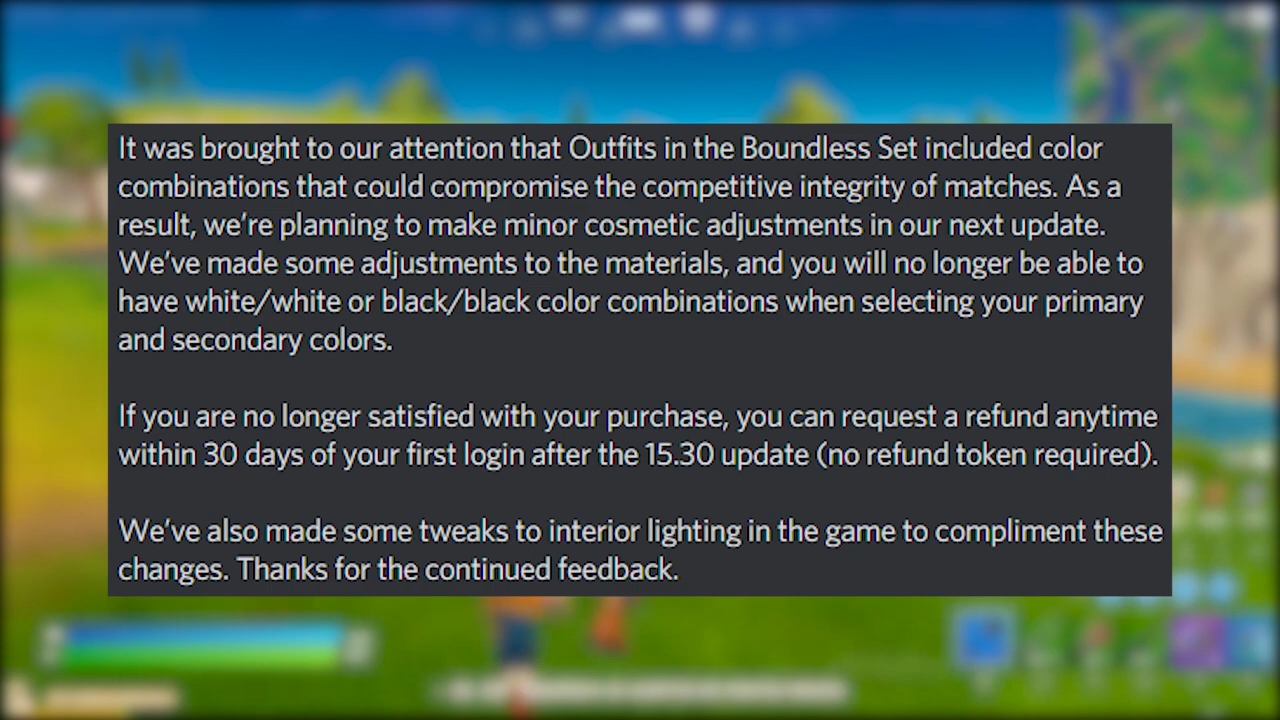 It was brought to our attention that Outfits in the Boundless Set included color
combinations that could compromise the competitive integrity of matches. As a
result, we're planning to make minor cosmetic adjustments in our next update.
We've made some adjustments to the materials, and you will no longer be able to
have white/white or black/black color combinations when selecting your primary
and secondary colors.
If you are no longer satisfied with your purchase, you can request a refund anytime
within 30 days of your first login after the 15.30 update (no refund token required).
We've also made some tweaks to interior lighting in the game to compliment these
changes. Thanks for the continued feedback.